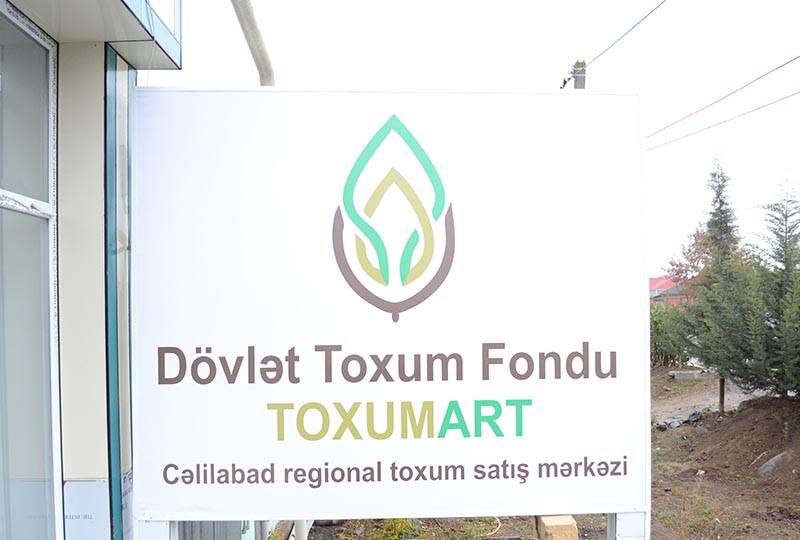 Dövlət Toxum Fondu
TOXUMART
Cəlilabad regional toxum satış mərkəzi